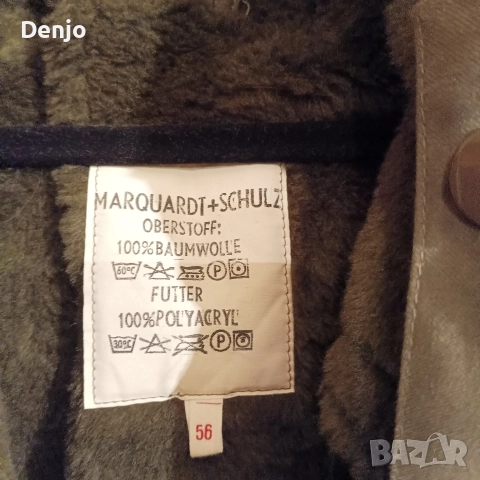 Denjo
MARQUARDT+SCHULZ
OBERSTOFF:
100%BAUMWOLLE
60°C P
FUTTER
100%POLYACRYL
30°C P
56
BAZAR